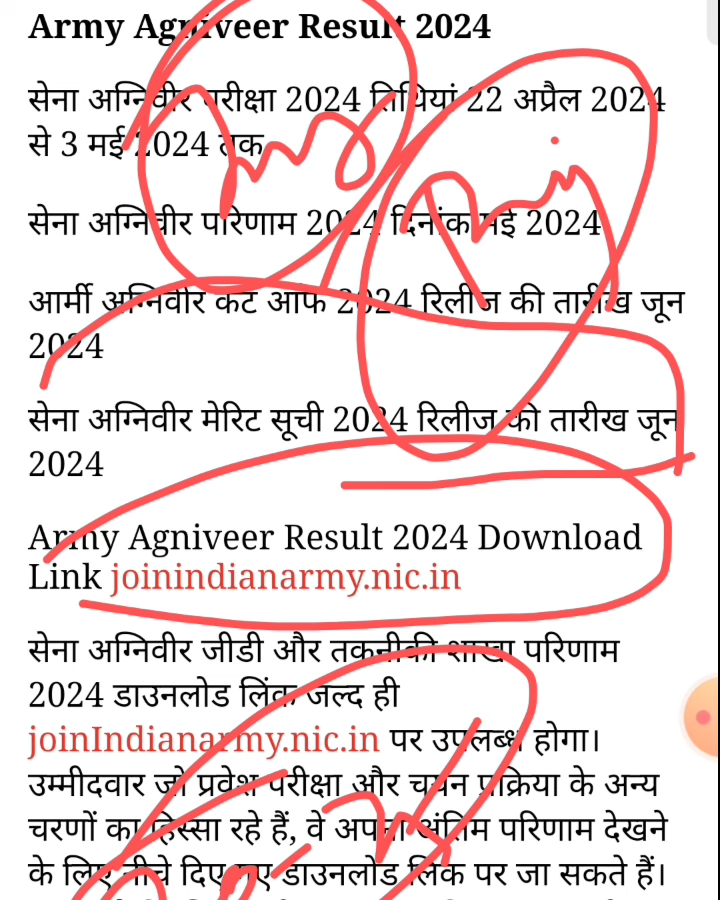 Army Agniveer Result 2024
सेना अग्निवीर परीक्षा 2024 तिथियां 22 अप्रैल 2024
से 3 मई 2024 तक
सेना अग्निवीर परिणाम 2024 दिनांक मई 2024
आर्मी अग्निवीर कट ऑफ 2024 रिलीज की तारीख जून
2024
सेना अग्निवीर मेरिट सूची 2024 रिलीज की तारीख जून
2024
Army Agniveer Result 2024 Download
Link joinindianarmy.nic.in
सेना अग्निवीर जीडी और तकनीकी शाखा परिणाम
2024 डाउनलोड लिंक जल्द ही
joinIndianarmy.nic.in पर उपलब्ध होगा।
उम्मीदवार जो प्रवेश परीक्षा और चयन प्रक्रिया के अन्य
चरणों का हिस्सा रहे हैं, वे अपना अंतिम परिणाम देखने
के लिए नीचे दिए गए डाउनलोड लिंक पर जा सकते हैं।